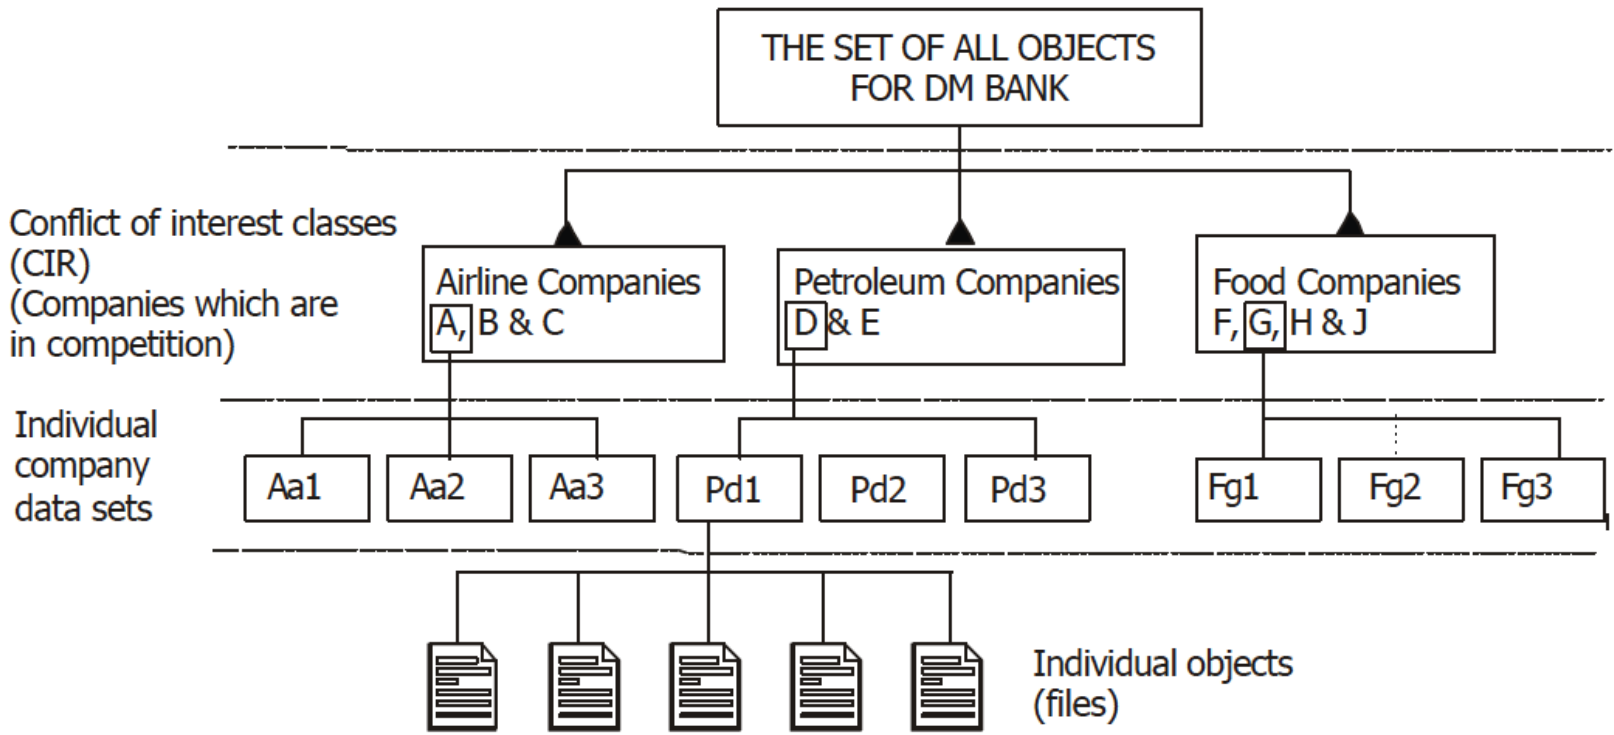 THE SET OF ALL OBJECTS
FOR DM BANK
Conflict of interest classes
(CIR)
(Companies which are
in competition)
Airline Companies
A, B & C
Petroleum Companies
D & E
Food Companies
F, G, H & J
Individual
company
data sets
Aa1
Aa2
Aa3
Pd1
Pd2
Pd3
Fg1
Fg2
Fg3
Individual objects
(files)